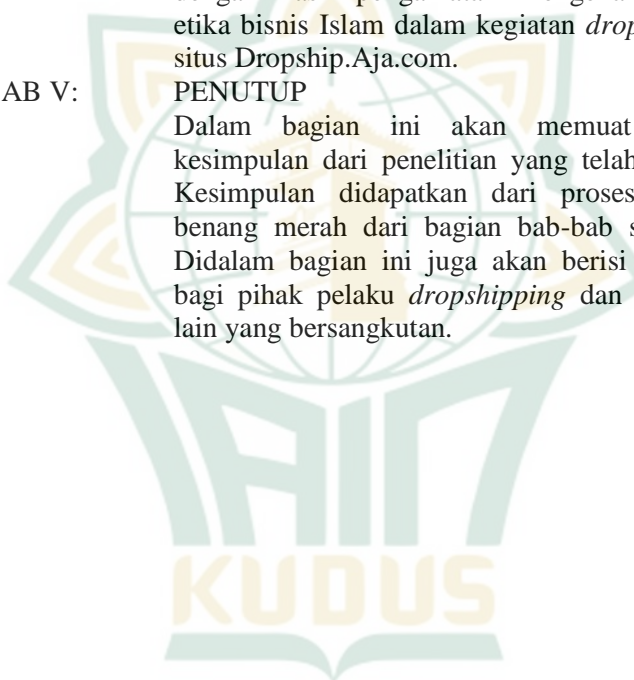 etika bisnis Islam dalam kegiatan
situs Dropship.Aja.com.
AB V: PENUTUP
Dalam bagian ini akan memuat
kesimpulan dari penelitian yang telah
Kesimpulan didapatkan dari proses
benang merah dari bagian bab-bab
Didalam bagian ini juga akan berisi
bagi pihak pelaku dropshipping dan
lain yang bersangkutan.
IAIN
KUDUS